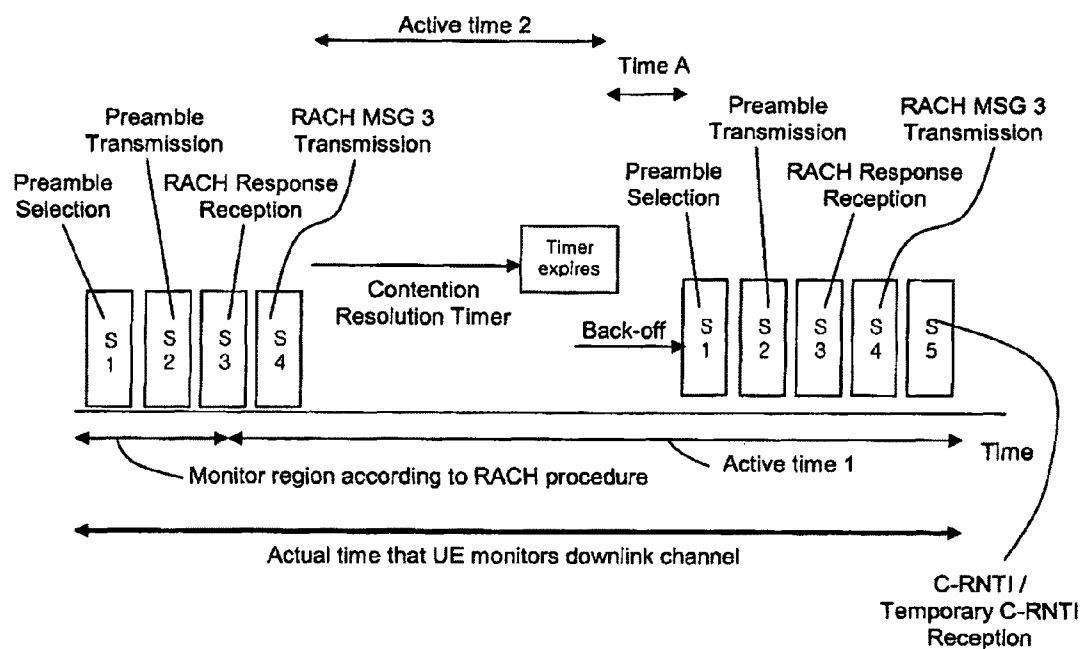 Active time 2
Time A
Preamble
Transmission
RACH MSG 3
Transmission
Preamble
Transmission
RACH MSG 3
Transmission
Preamble
Selection
RACH Response
Reception
Preamble
Selection
RACH Response
Reception
Timer
expires
Contention
Resolution Timer
Back-off
S
1
S
2
S
3
S
4
S
1
S
2
S
3
S
4
S
5
Time
Monitor region according to RACH procedure
Active time 1
Actual time that UE monitors downlink channel
C-RNTI /
Temporary C-RNTI
Reception